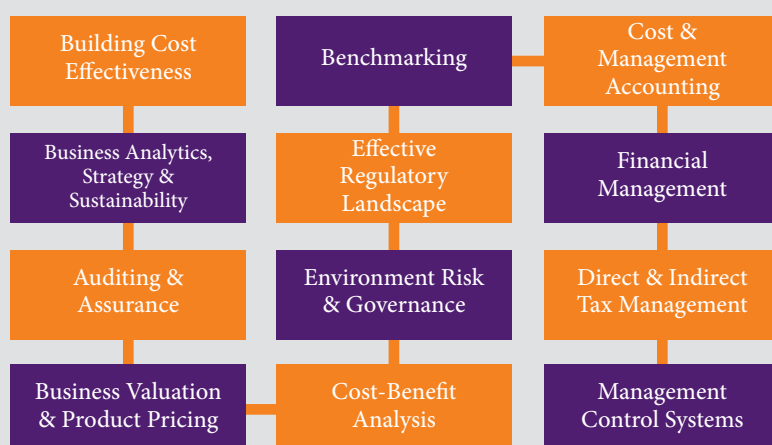 Building Cost
Effectiveness
Business Analytics,
Strategy &
Sustainability
Auditing &
Assurance
Business Valuation
& Product Pricing
Cost-Benefit
Analysis
Environment Risk
& Governance
Effective
Regulatory
Landscape
Benchmarking
Cost &
Management
Accounting
Financial
Management
Direct & Indirect
Tax Management
Management
Control Systems